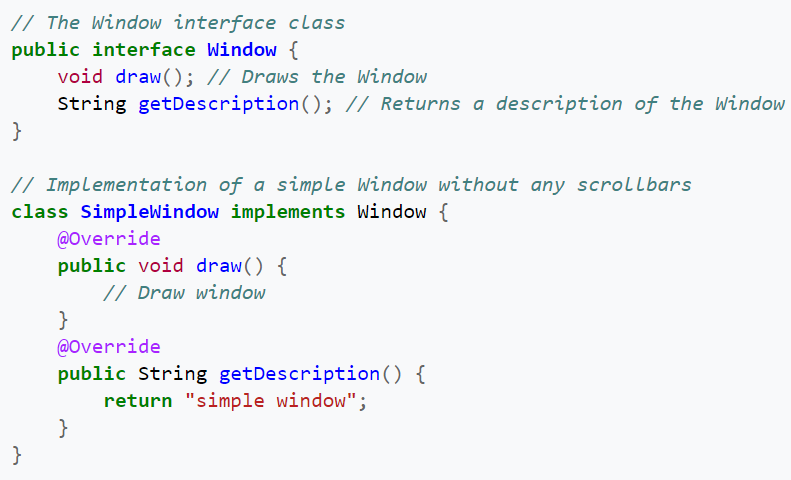 // The Window interface class
public interface Window {
    void draw(); // Draws the Window
    String getDescription(); // Returns a description of the Window
}

// Implementation of a simple Window without any scrollbars
class SimpleWindow implements Window {
    @Override
    public void draw() {
        // Draw window
    }
    @Override
    public String getDescription() {
        return "simple window";
    }
}